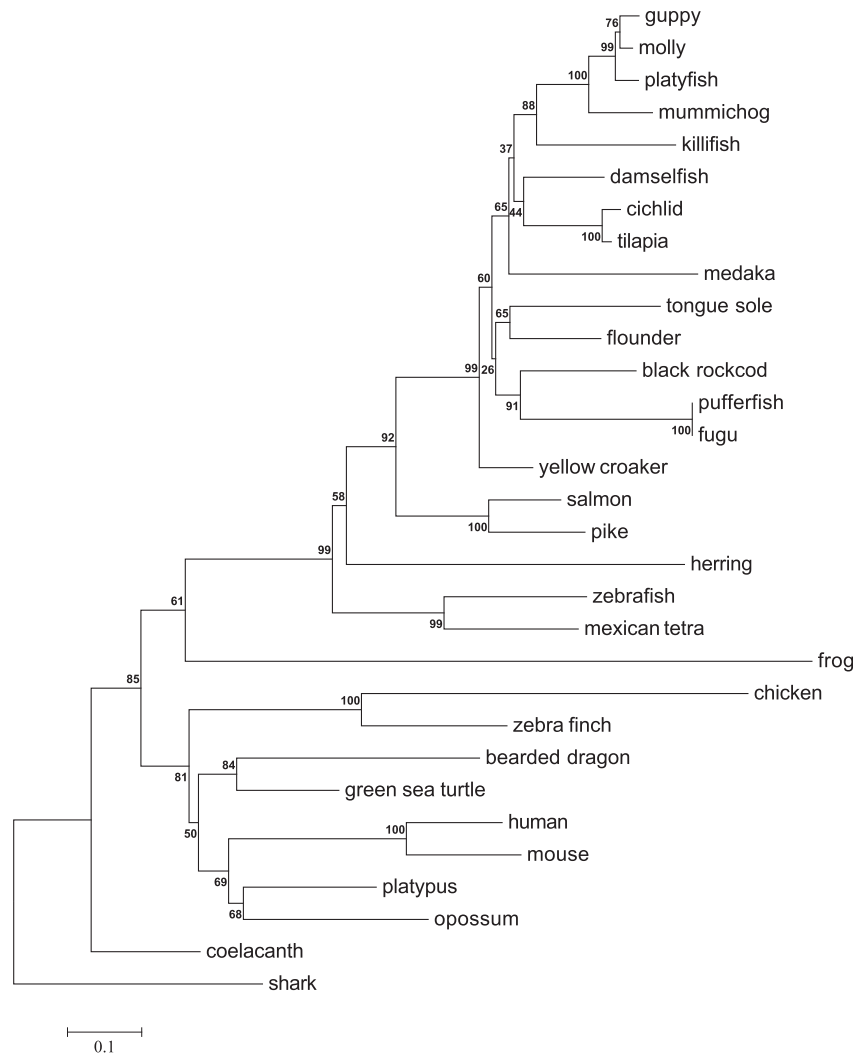 guppy
76
molly
99
100
platyfish
88
mummichog
37
killifish
damselfish
65
44
cichlid
100
tilapia
60
medaka
65
tongue sole
flounder
99
26
black rockcod
91
pufferfish
100
fugu
92
yellow croaker
58
salmon
100
pike
99
herring
61
zebrafish
99
mexican tetra
frog
85
chicken
100
zebra finch
81
84
bearded dragon
green sea turtle
50
human
100
mouse
69
platypus
68
opossum
coelacanth
shark
0.1